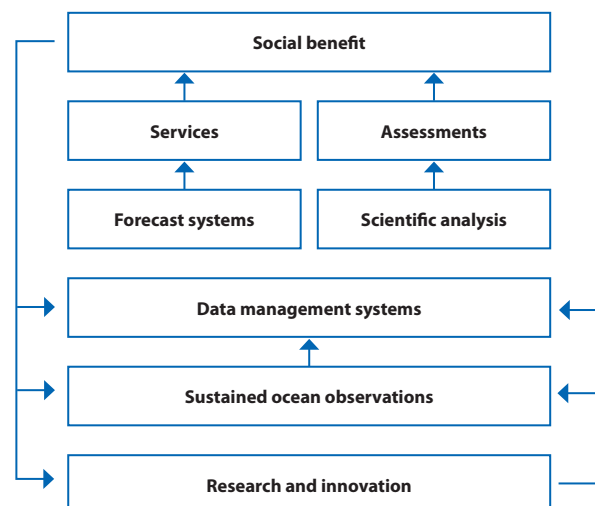 Social benefit
Services
Assessments
Forecast systems
Scientific analysis
Data management systems
Sustained ocean observations
Research and innovation